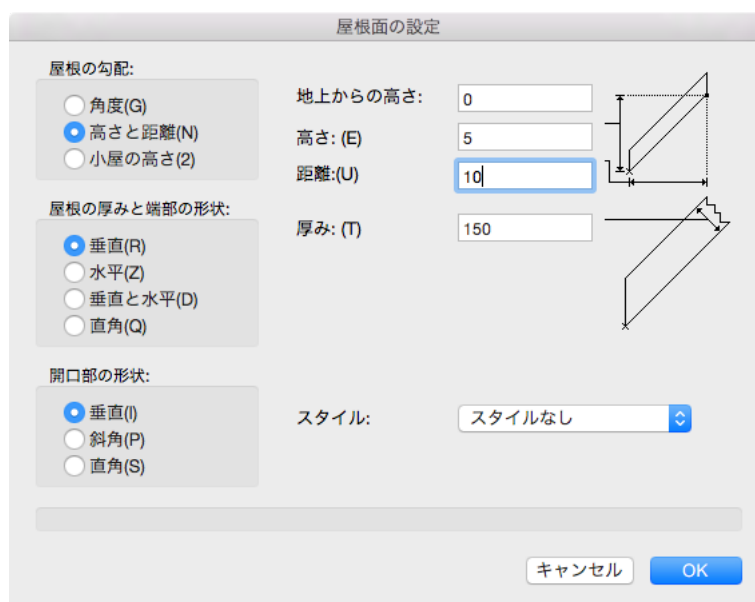 屋根面の設定
屋根の勾配:
角度(G)
高さと距離(N)
小屋の高さ(2)
地上からの高さ: 0
高さ: (E) 5
距離:(U) 10
屋根の厚みと端部の形状:
垂直(R)
水平(Z)
垂直と水平(D)
直角(Q)
厚み: (T) 150
開口部の形状:
垂直(I)
斜角(P)
直角(S)
スタイル: スタイルなし
キャンセル OK